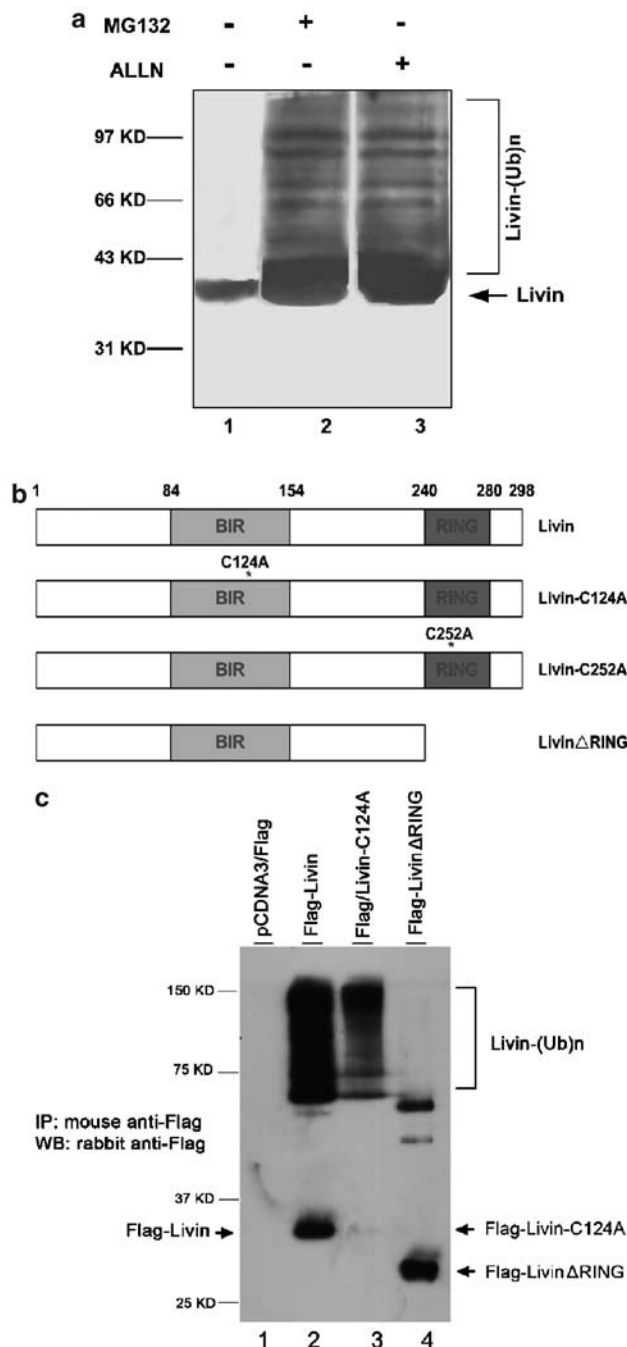 a
MG132 - + -
ALLN - - +
97 KD
66 KD
43 KD
31 KD
Livin-(Ub)n
Livin
1 2 3
b
1 84 154 240 280 298
BIR RING Livin
C124A
*
BIR RING Livin-C124A
C252A
*
BIR RING Livin-C252A
BIR Livin△RING
c
pCDNA3/Flag
Flag-Livin
Flag/Livin-C124A
Flag-LivinΔRING
150 KD
75 KD
Livin-(Ub)n
IP: mouse anti-Flag
WB: rabbit anti-Flag
37 KD
Flag-Livin
Flag-Livin-C124A
Flag-LivinΔRING
25 KD
1 2 3 4